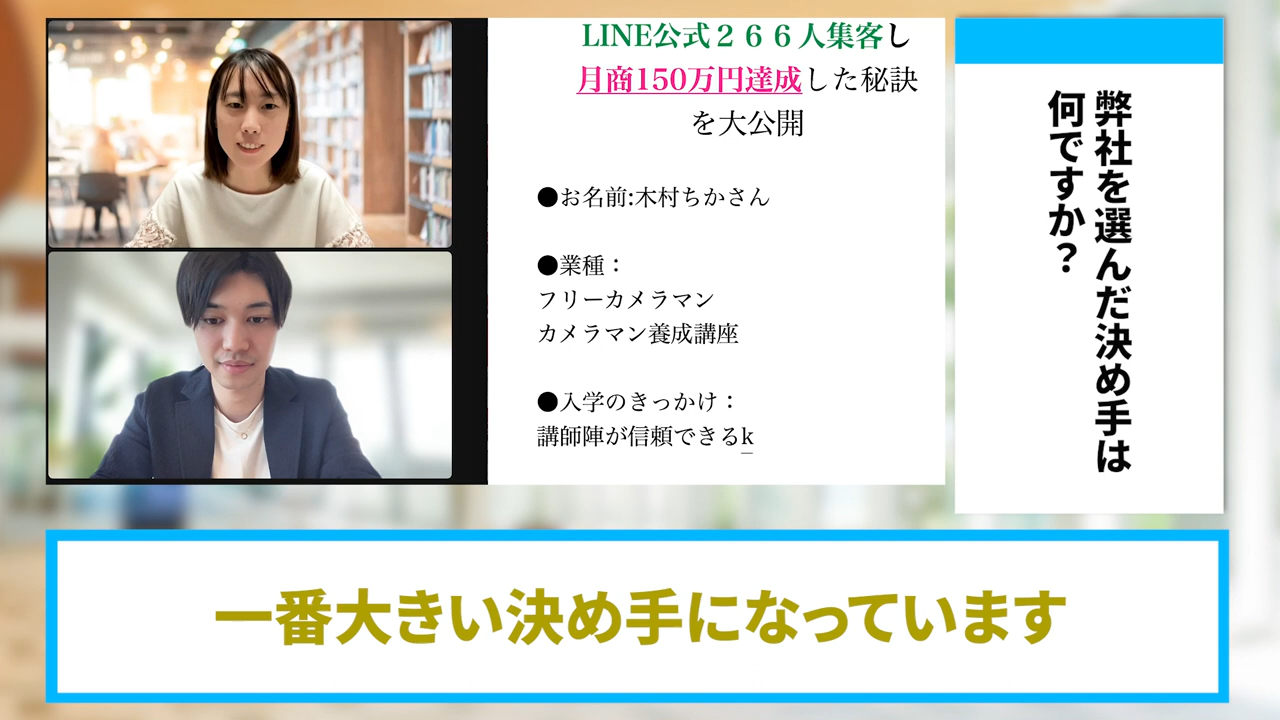 LINE公式２６６人集客し
月商150万円達成した秘訣
を大公開
●お名前:木村ちかさん
●業種：
フリーカメラマン
カメラマン養成講座
●入学のきっかけ：
講師陣が信頼できるk
弊社を選んだ決め手は
何ですか？
一番大きい決め手になっています